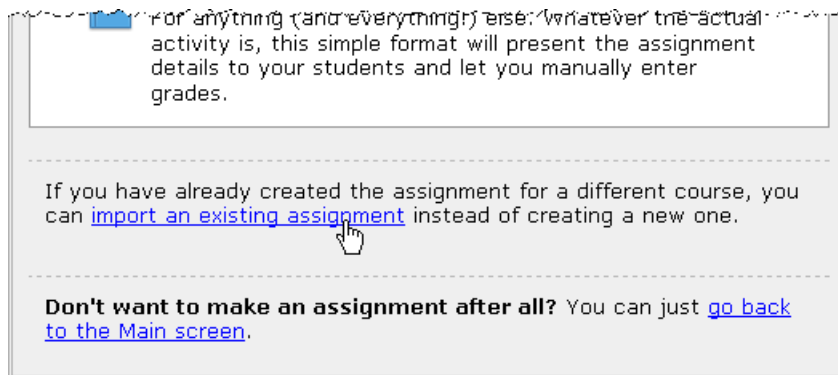 For anything (and everything!) else. Whatever the actual
activity is, this simple format will present the assignment
details to your students and let you manually enter
grades.
If you have already created the assignment for a different course, you
can import an existing assignment instead of creating a new one.
Don't want to make an assignment after all? You can just go back
to the Main screen.